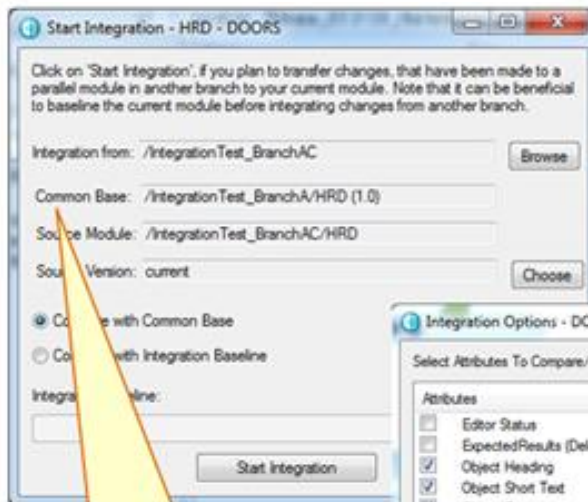 Start Integration - HRD - DOORS
Click on 'Start Integration', if you plan to transfer changes, that have been made to a
parallel module in another branch to your current module. Note that it can be beneficial
to baseline the current module before integrating changes from another branch.
Integration from: /IntegrationTest_BranchAC
Browse
Common Base: /IntegrationTest_BranchA/HRD (1.0)
Source Module: /IntegrationTest_BranchAC/HRD
Version: current
Choose
with Common Base
with Integration Baseline
Start Integration
Integration Options - DO
Select Attributes To Compare
Attributes
Editor Status
ExpectedResults (Del
Object Heading
Object Short Text